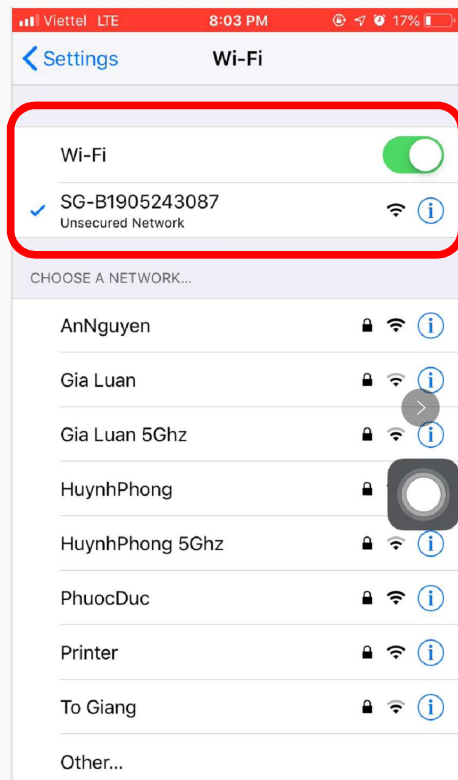 Viettel LTE 8:03 PM 17%
Settings Wi-Fi
Wi-Fi
SG-B1905243087
Unsecured Network
CHOOSE A NETWORK...
AnNguyen
Gia Luan
Gia Luan 5Ghz
HuynhPhong
HuynhPhong 5Ghz
PhuocDuc
Printer
To Giang
Other...